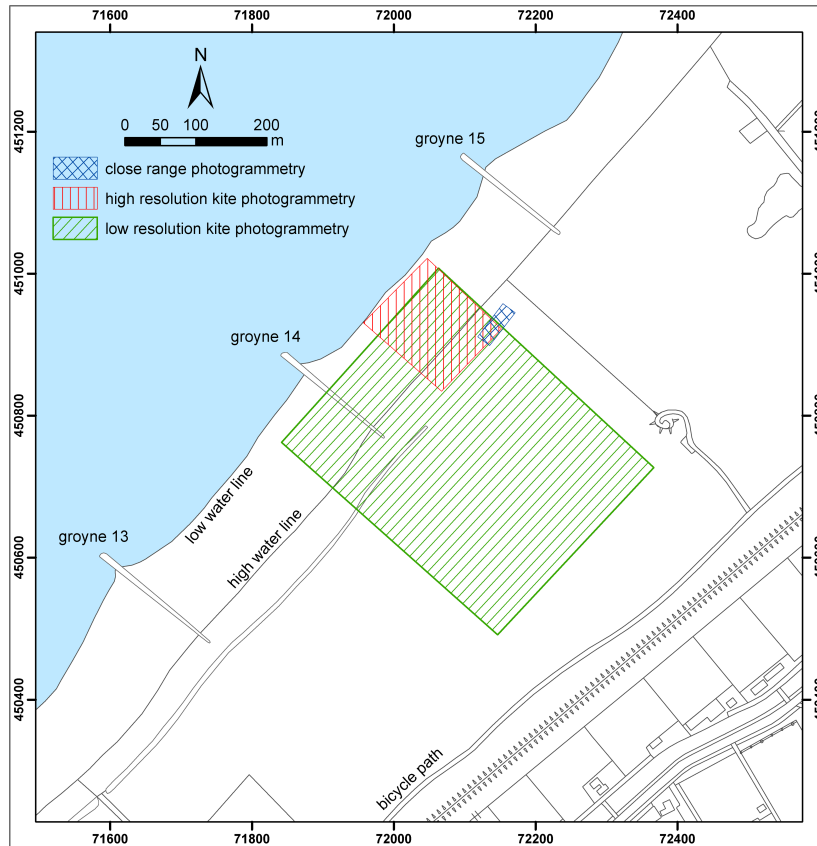 71600 71800 72000 72200 72400
N
0 50 100 200
m
close range photogrammetry
high resolution kite photogrammetry
low resolution kite photogrammetry
groyne 15
groyne 14
groyne 13
low water line
high water line
bicycle path
451200
451000
450800
450600
450400
71600 71800 72000 72200 72400